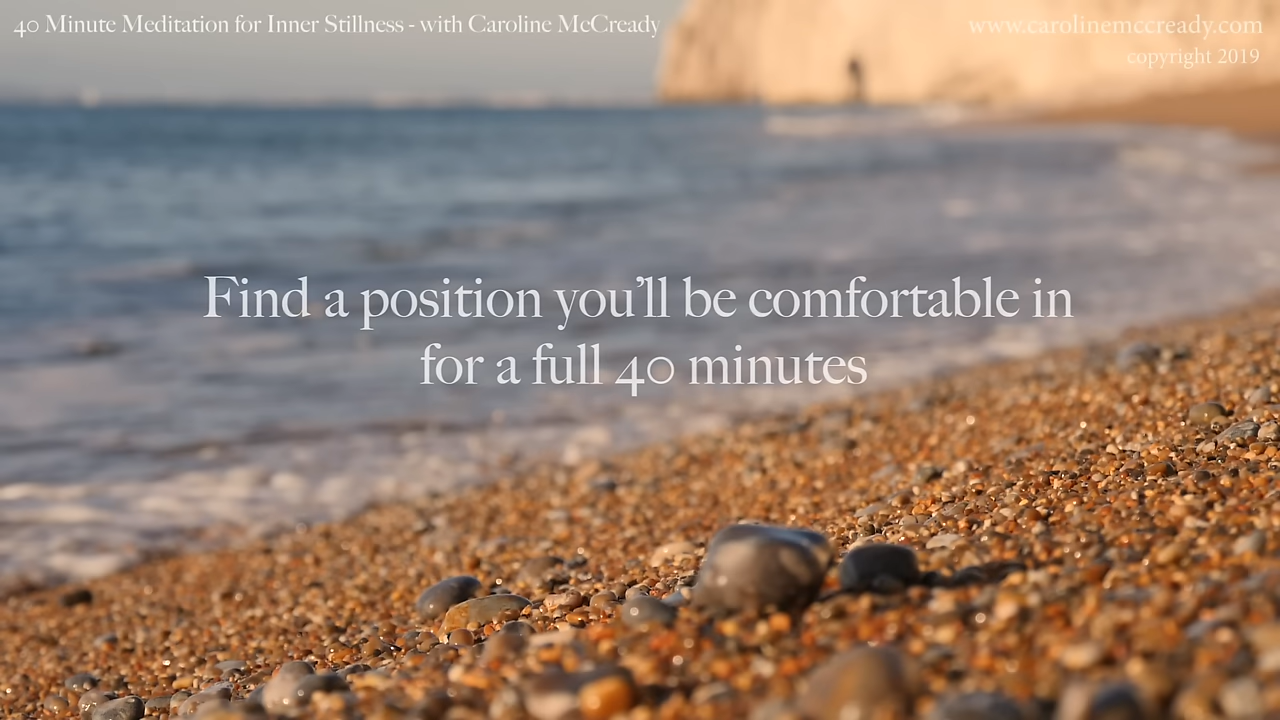 40 Minute Meditation for Inner Stillness - with Caroline McCready
www.carolinemccready.com
copyright 2019
Find a position you'll be comfortable in
for a full 40 minutes